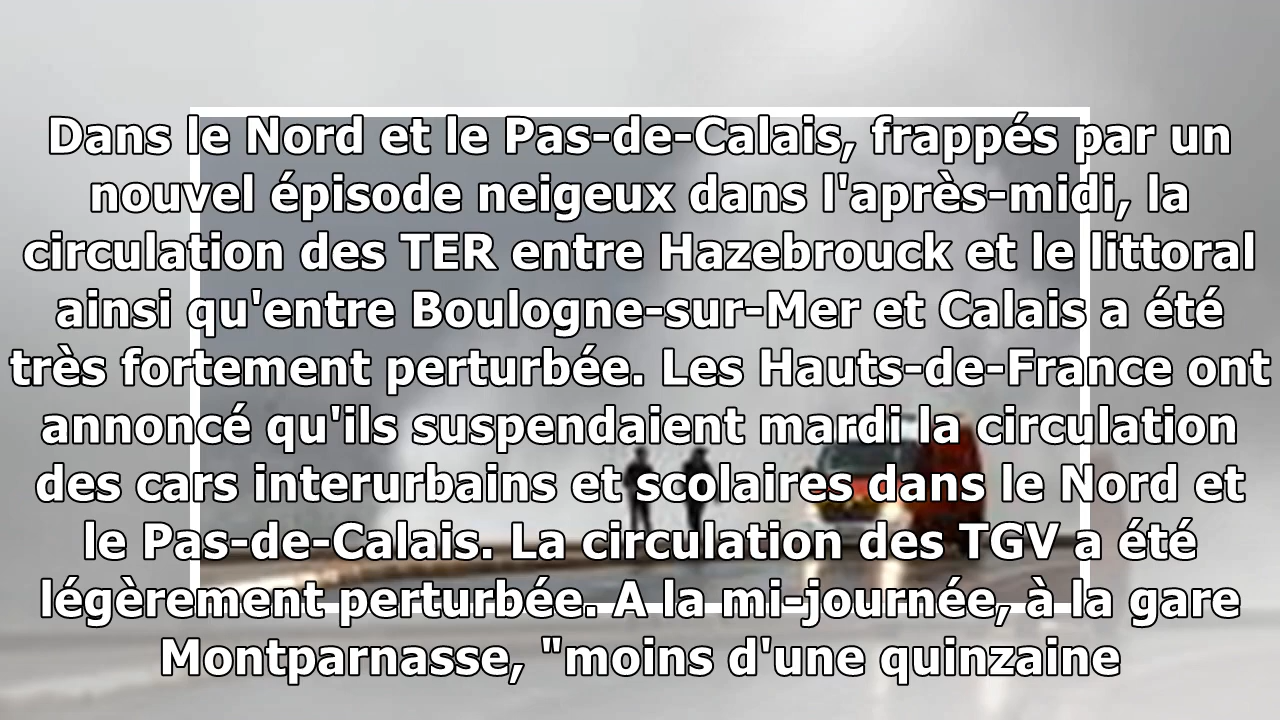 Dans le Nord et le Pas-de-Calais, frappés par un
nouvel épisode neigeux dans l'après-midi, la
circulation des TER entre Hazebrouck et le littoral
ainsi qu'entre Boulogne-sur-Mer et Calais a été
très fortement perturbée. Les Hauts-de-France ont
annoncé qu'ils suspendaient mardi la circulation
des cars interurbains et scolaires dans le Nord et
le Pas-de-Calais. La circulation des TGV a été
légèrement perturbée. A la mi-journée, à la gare
Montparnasse, "moins d'une quinzaine